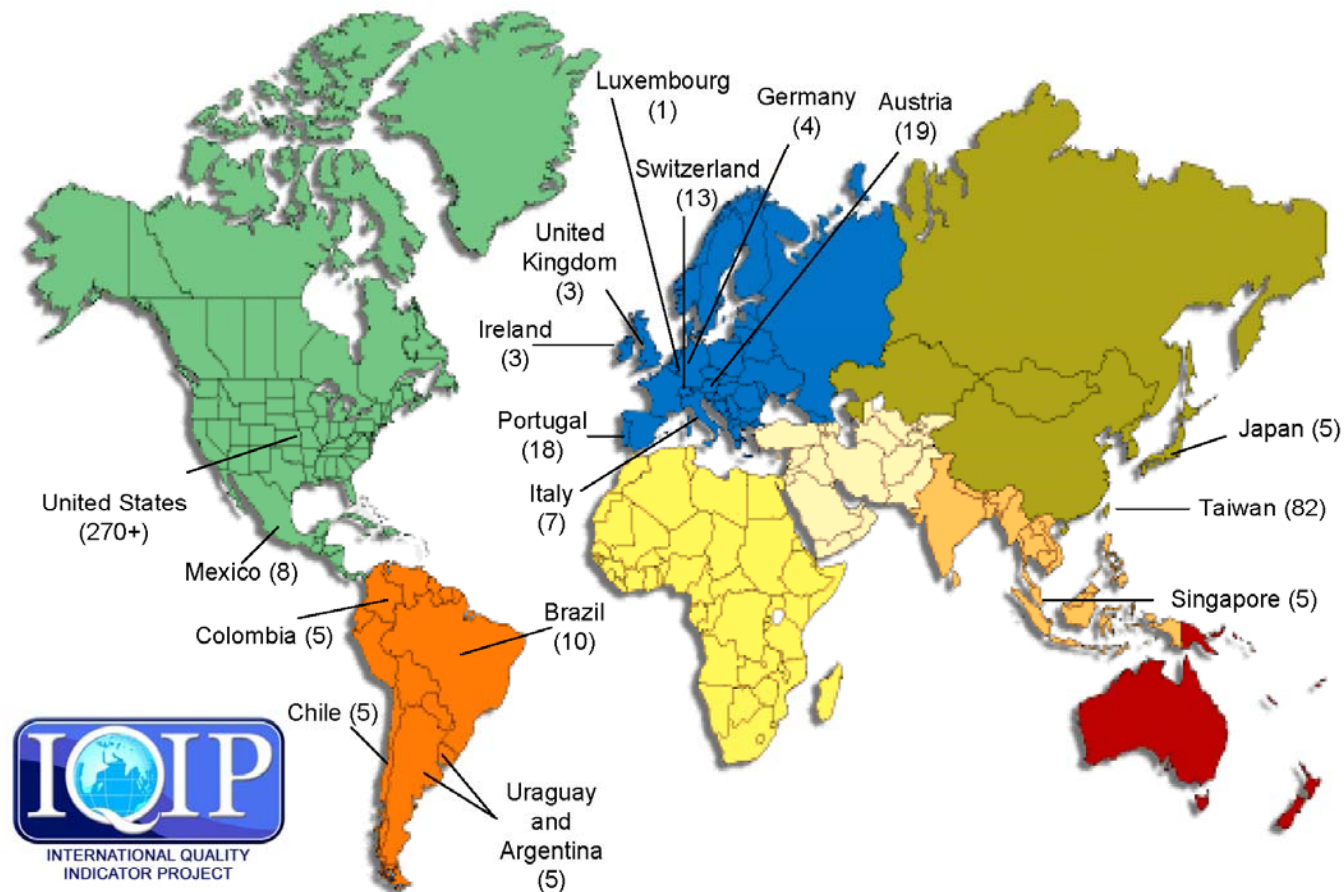 Luxembourg
(1)
Germany
(4)
Austria
(19)
Switzerland
(13)
United
Kingdom
(3)
Ireland
(3)
Portugal
(18)
Italy
(7)
Japan (5)
Taiwan (82)
Singapore (5)
United States
(270+)
Mexico (8)
Colombia (5)
Brazil
(10)
Chile (5)
Uraguay
and
Argentina
(5)
IQIP
INTERNATIONAL QUALITY
INDICATOR PROJECT